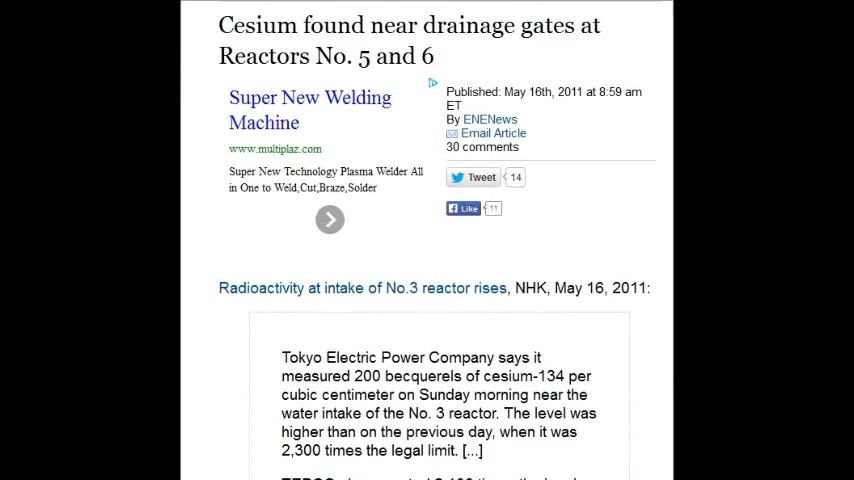 Cesium found near drainage gates at
Reactors No. 5 and 6
Super New Welding
Machine
www.multiplaz.com
Super New Technology Plasma Welder All
in One to Weld,Cut,Braze,Solder
Published: May 16th, 2011 at 8:59 am
ET
By ENENews
Email Article
30 comments
Tweet 14
Like 11
Radioactivity at intake of No.3 reactor rises, NHK, May 16, 2011:
Tokyo Electric Power Company says it
measured 200 becquerels of cesium-134 per
cubic centimeter on Sunday morning near the
water intake of the No. 3 reactor. The level was
higher than on the previous day, when it was
2,300 times the legal limit. [...]